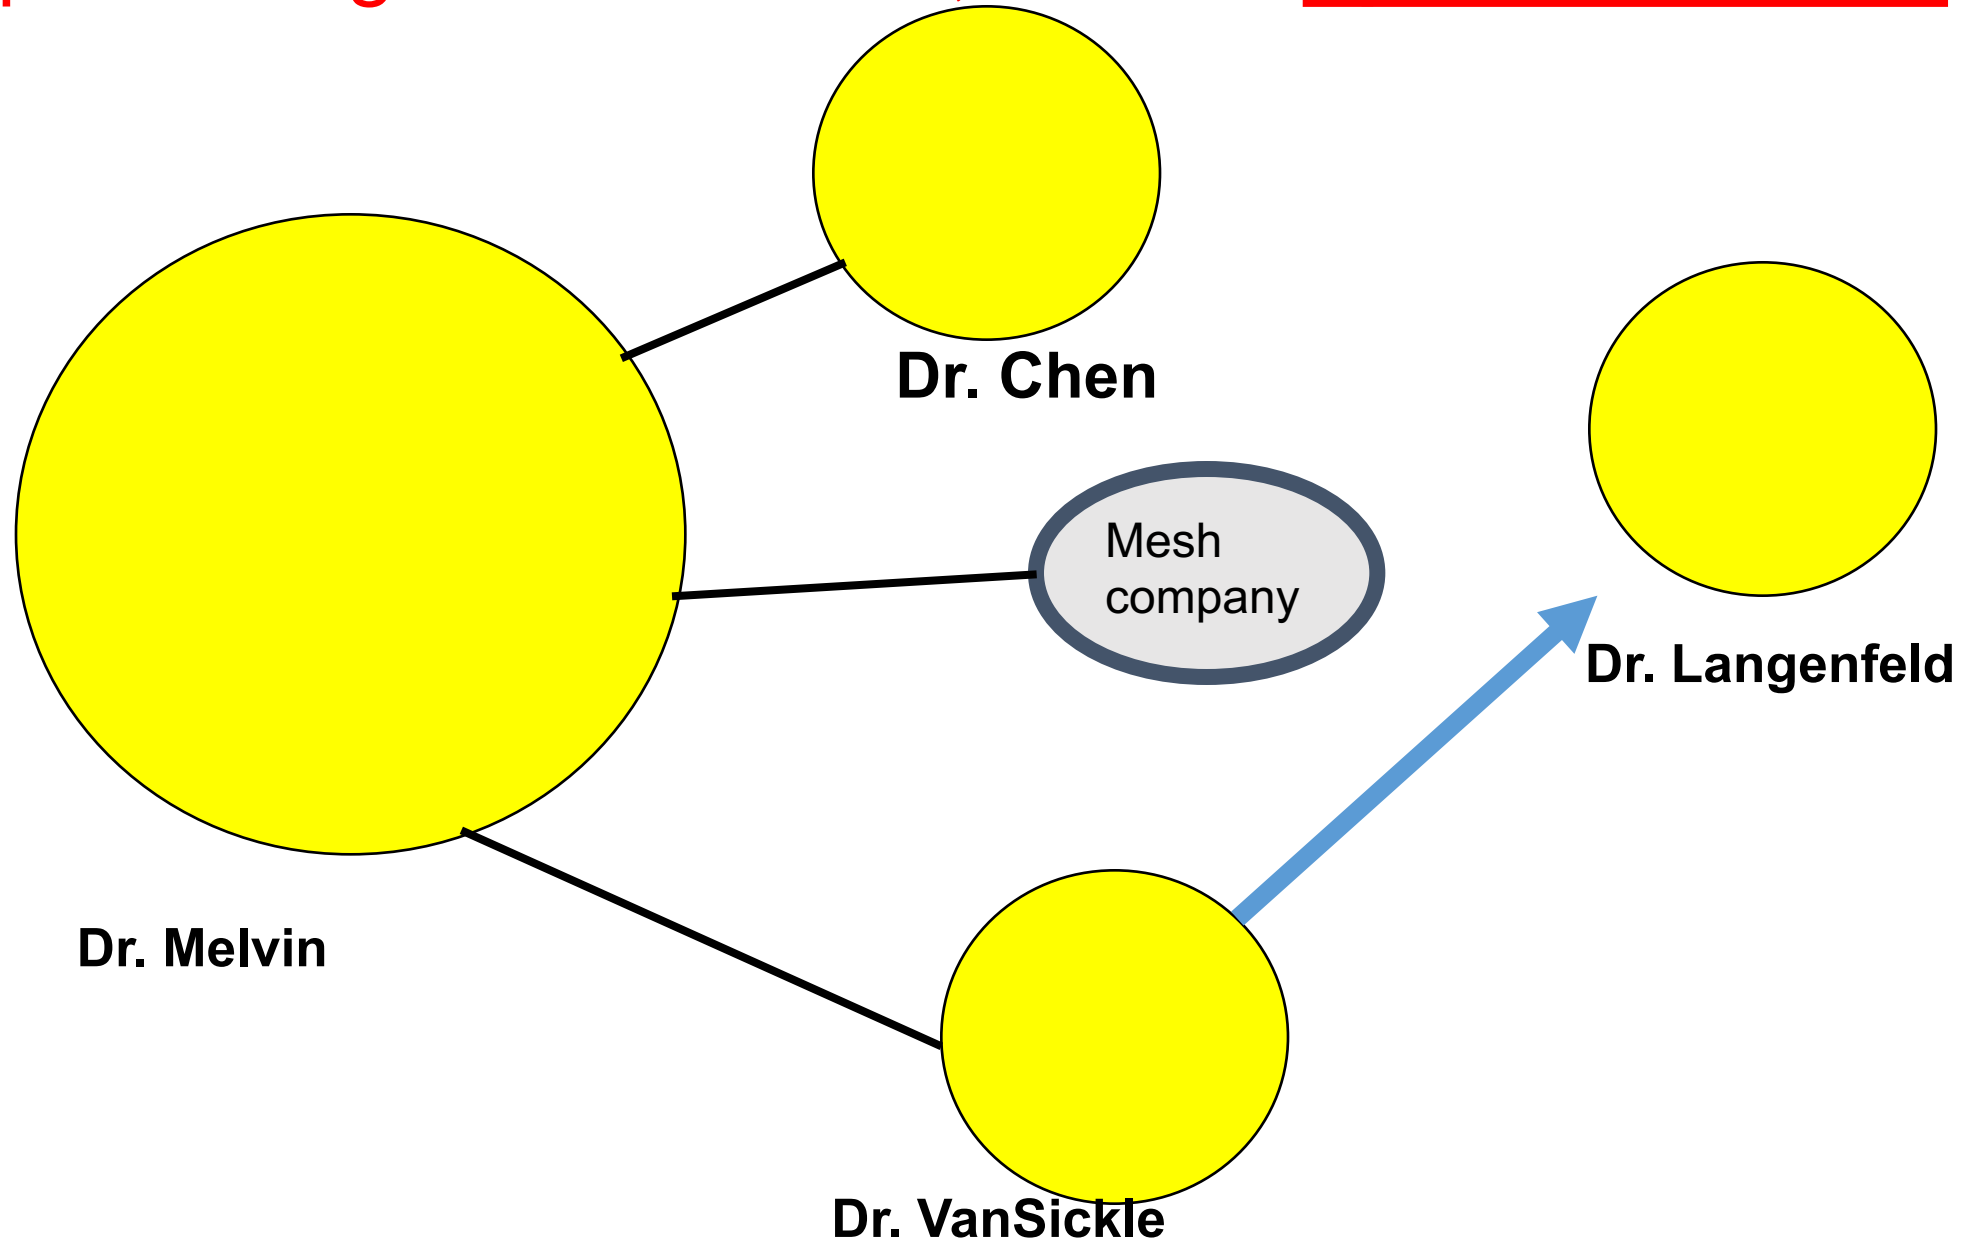 Dr. Chen
Mesh
company
Dr. Langenfeld
Dr. Melvin
Dr. VanSickle